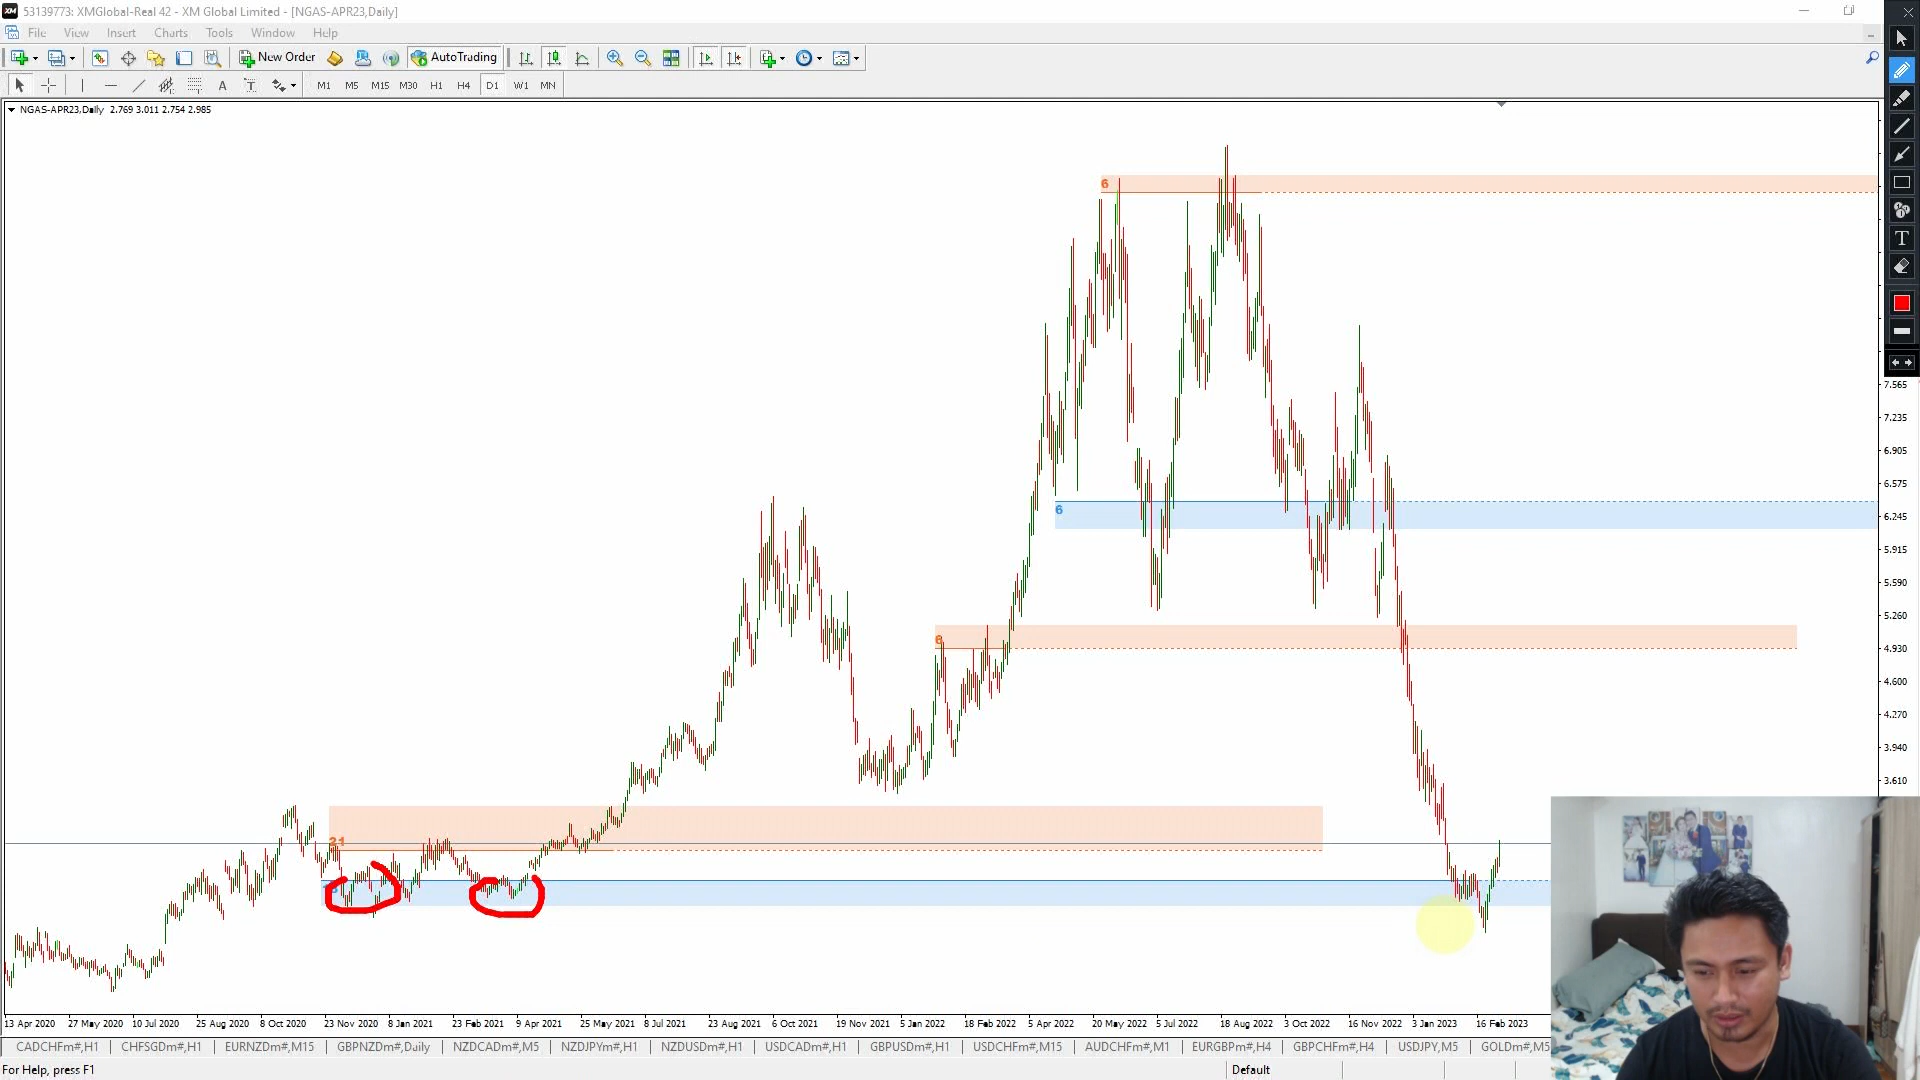 XM 53139773: XMGlobal-Real 42 - XM Global Limited - [NGAS-APR23,Daily]
File View Insert Charts Tools Window Help
New Order AutoTrading
A T M1 M5 M15 M30 H1 H4 D1 W1 MN
NGAS-APR23,Daily 2.769 3.011 2.754 2.985
6
T
7.565
7.235
6.905
6.575
6
6.245
5.915
5.590
5.260
4.930
4.600
4.270
3.940
3.610
21
13 Apr 2020 27 May 2020 10 Jul 2020 25 Aug 2020 8 Oct 2020 23 Nov 2020 8 Jan 2021 23 Feb 2021 9 Apr 2021 25 May 2021 8 Jul 2021 23 Aug 2021 6 Oct 2021 19 Nov 2021 5 Jan 2022 18 Feb 2022 5 Apr 2022 20 May 2022 5 Jul 2022 18 Aug 2022 3 Oct 2022 16 Nov 2022 3 Jan 2023 16 Feb 2023
CADCHFm#,H1 CHFSGDm#,H1 EURNZDm#,M15 GBPNZDm#,Daily NZDCADm#,M5 NZDJPYm#,H1 NZDUSDm#,H1 USDCADm#,H1 GBPUSDm#,H1 USDCHFm#,M15 AUDCHFm#,M1 EURGBPm#,H4 GBPCHFm#,H4 USDJPY,M5 GOLDm#,M5
For Help, press F1 Default